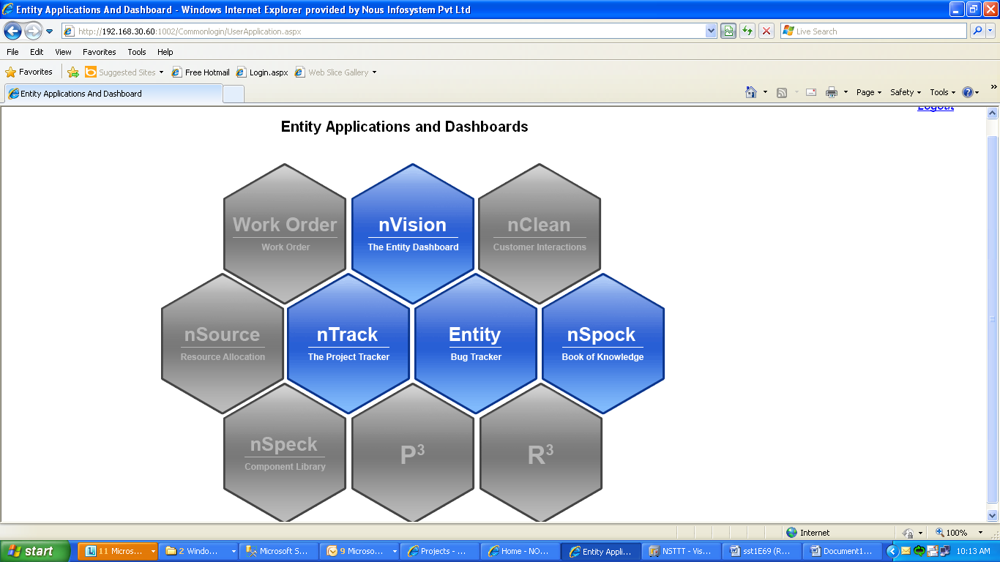 Entity Applications And Dashboard - Windows Internet Explorer provided by Nous Infosystem Pvt Ltd
http://192.168.30.60:1002/Commonlogin/UserApplication.aspx
Live Search
File Edit View Favorites Tools Help
Favorites Suggested Sites Free Hotmail Login.aspx Web Slice Gallery
Entity Applications And Dashboard
Page Safety Tools
Logout
Entity Applications and Dashboards
Work Order
Work Order
nVision
The Entity Dashboard
nClean
Customer Interactions
nSource
Resource Allocation
nTrack
The Project Tracker
Entity
Bug Tracker
nSpock
Book of Knowledge
nSpeck
Component Library
P³
R³
Internet 100%
start 11 Micros... 2 Windo... Microsoft S... 9 Microso... Projects - ... Home - NO... Entity Appli... NSTTT - Vis... sst1E69 (R... Document1... 10:13 AM